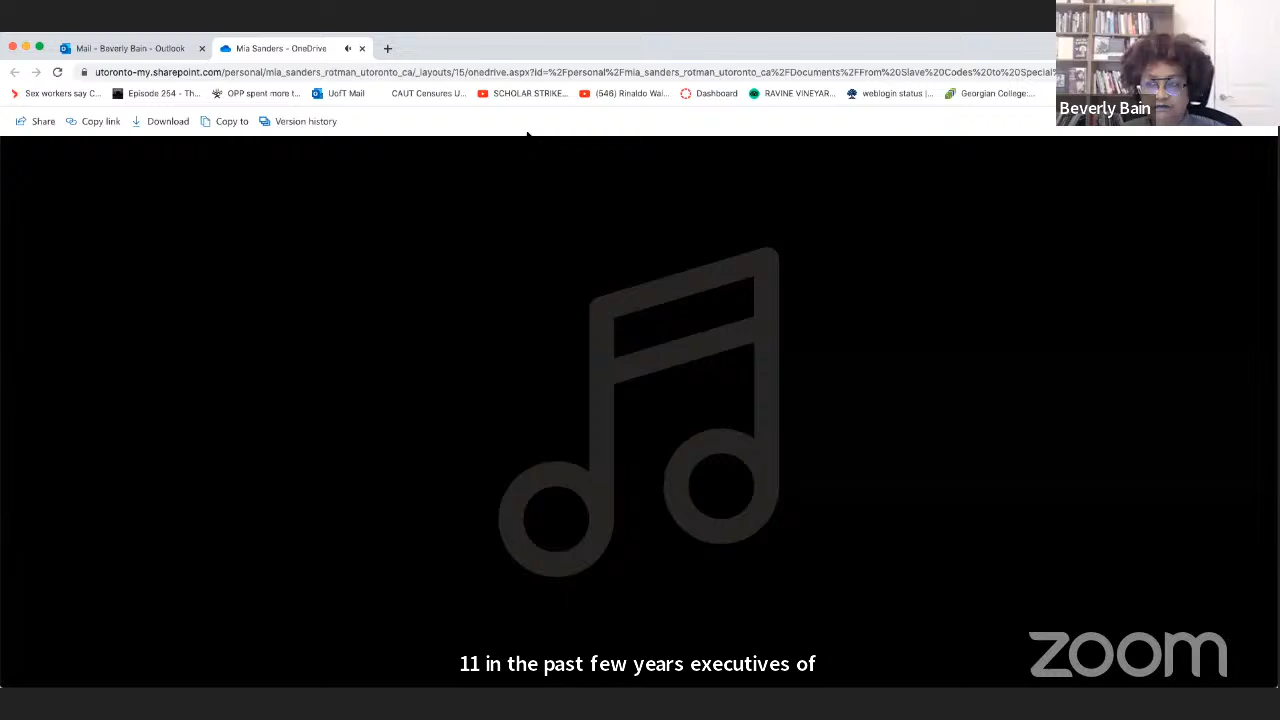 Mail - Beverly Bain - Outlook
Mia Sanders - OneDrive
utoronto-my.sharepoint.com/personal/mia_sanders_rotman_utoronto_ca/_layouts/15/onedrive.aspx?id=%2Fpersonal%2Fmia_sanders_rotman_utoronto_ca%2FDocuments%2FFrom%20Slave%20Codes%20to%20Special
Sex workers say C... Episode 254 - Th... OPP spent more t... UofT Mail CAUT Censures U... SCHOLAR STRIKE... (546) Rinaldo Wal... Dashboard RAVINE VINEYAR... weblogin status |... Georgian College:...
Share Copy link Download Copy to Version history
Beverly Bain
11 in the past few years executives of
zoom